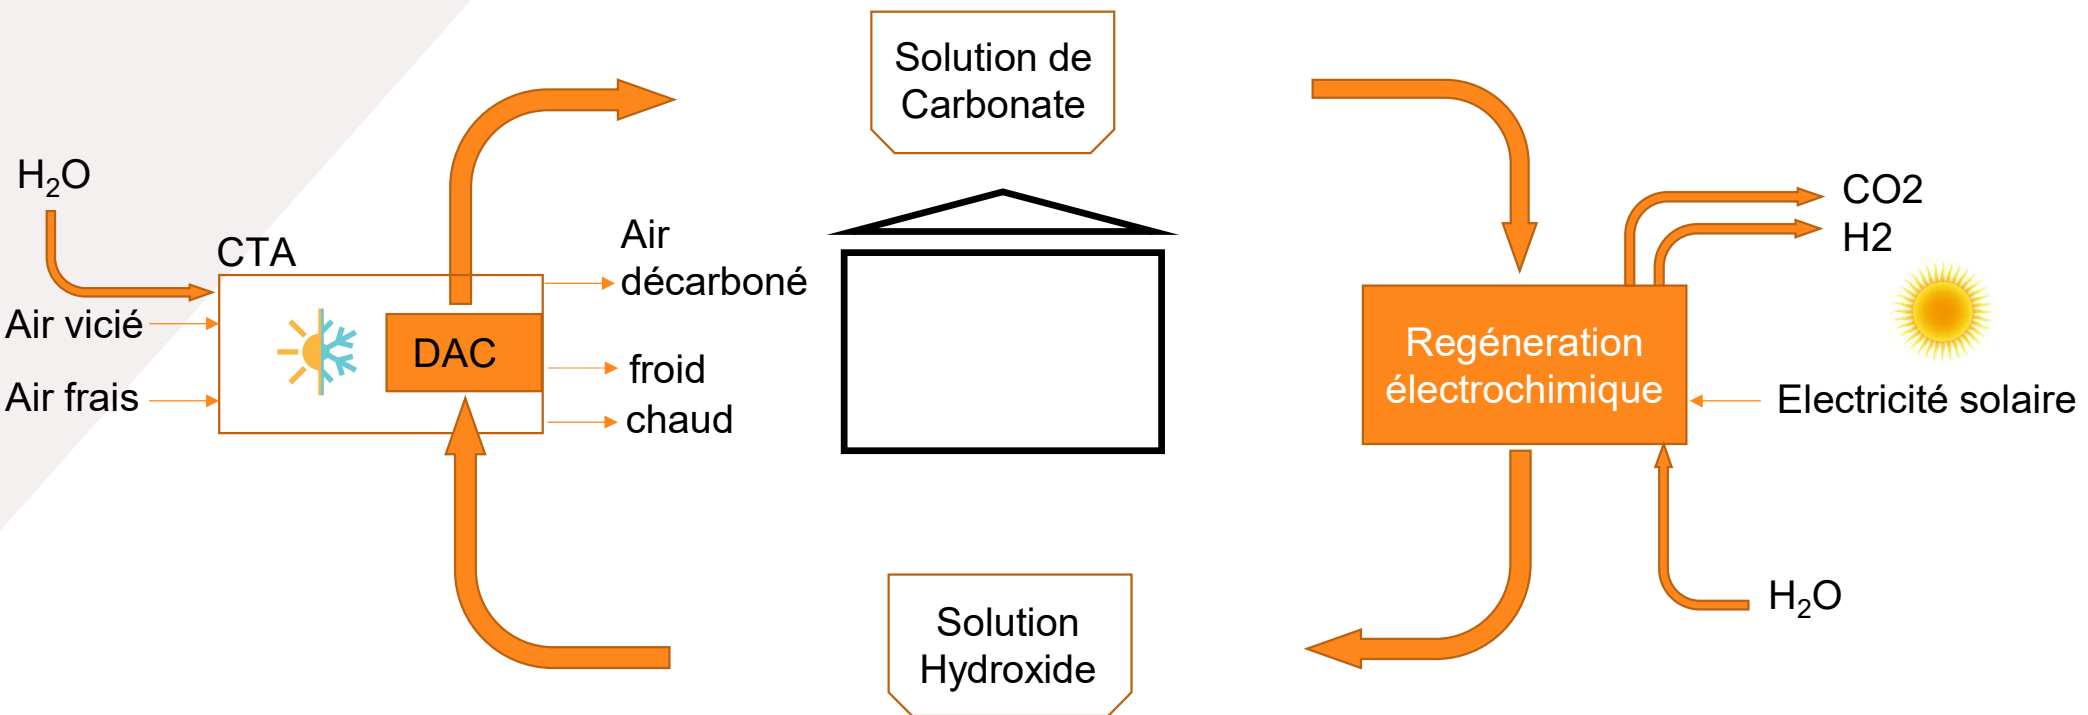 Solution de
Carbonate
H₂O
CTA
Air vicié
Air frais
DAC
Air
décarboné
froid
chaud
CO2
H2
Regéneration
électrochimique
Electricité solaire
H₂O
Solution
Hydroxide